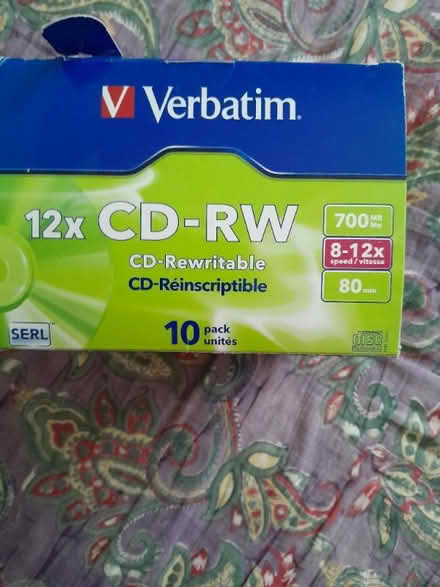 Verbatim.
12x CD-RW
CD-Rewritable
CD-Réinscriptible
700 MB Mo
8-12x
speed/vitesse
80 min
SERL
10 pack unités